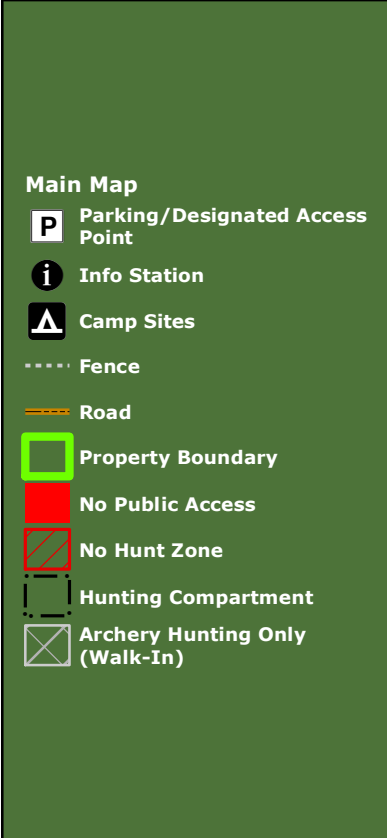 Main Map
P
Parking/Designated Access
Point
i
Info Station
Camp Sites
Fence
Road
Property Boundary
No Public Access
No Hunt Zone
Hunting Compartment
Archery Hunting Only
(Walk-In)